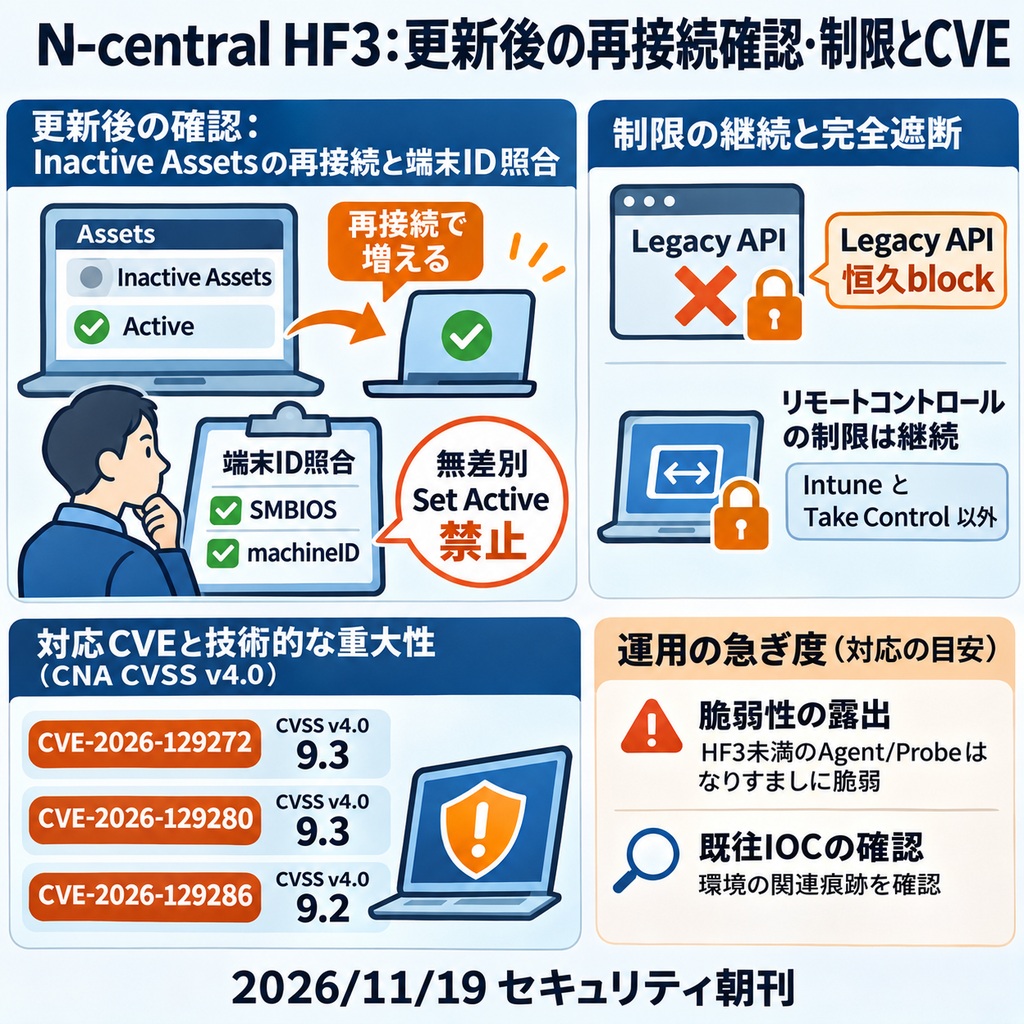 N-central HF3：更新後の再接続確認・制限とCVE
更新後の確認：
Inactive Assetsの再接続と端末ID照合
Assets
Inactive Assets
Active
再接続で
増える
端末ID照合
SMBIOS
machineID
無差別
Set Active
禁止
制限の継続と完全遮断
Legacy API
Legacy API
恒久block
リモートコントロール
の制限は継続
Intune と
Take Control 以外
対応CVEと技術的な重大性
（CNA CVSS v4.0）
CVE-2026-129272
CVSS v4.0
9.3
CVE-2026-129280
CVSS v4.0
9.3
CVE-2026-129286
CVSS v4.0
9.2
運用の急ぎ度（対応の目安）
脆弱性の露出
HF3未満のAgent/Probeは
なりすましに脆弱
既往IOCの確認
環境の関連痕跡を確認
2026/11/19 セキュリティ朝刊